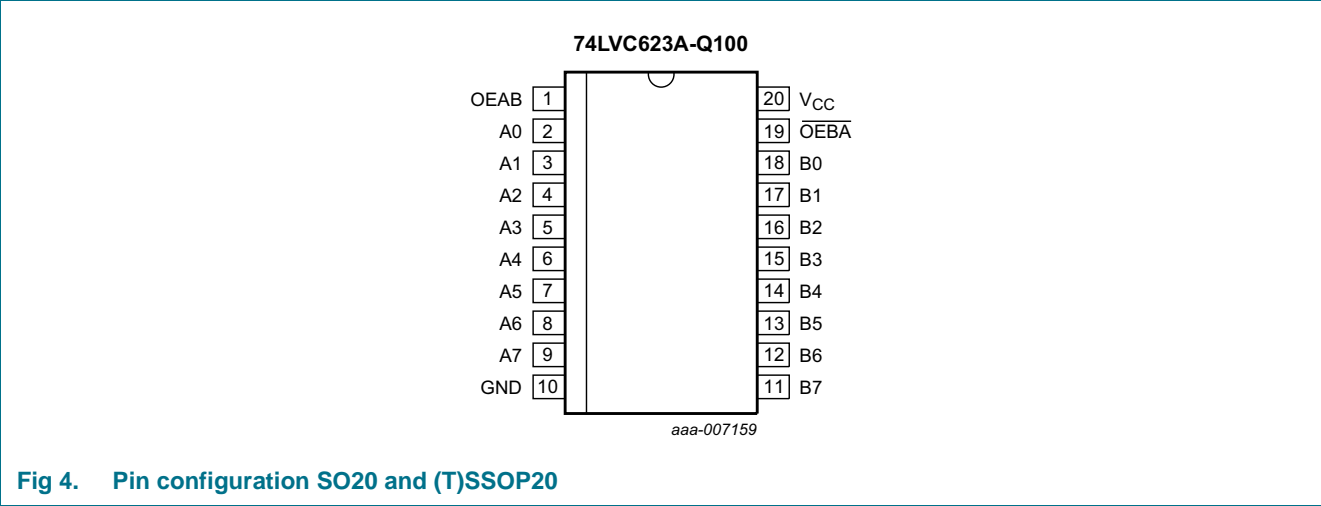 74LVC623A-Q100
OEAB 1 20 VCC
A0 2 19 OEBA
A1 3 18 B0
A2 4 17 B1
A3 5 16 B2
A4 6 15 B3
A5 7 14 B4
A6 8 13 B5
A7 9 12 B6
GND 10 11 B7
aaa-007159
Fig 4. Pin configuration SO20 and (T)SSOP20